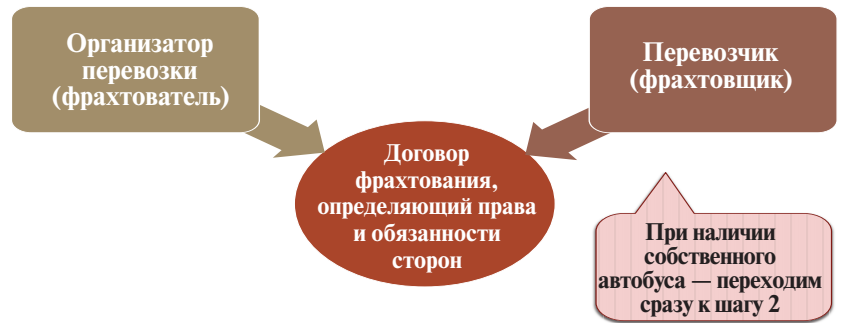 Организатор
перевозки
(фрахтователь)
Перевозчик
(фрахтовщик)
Договор
фрахтования,
определяющий права
и обязанности
сторон
При наличии
собственного
автобуса — переходим
сразу к шагу 2